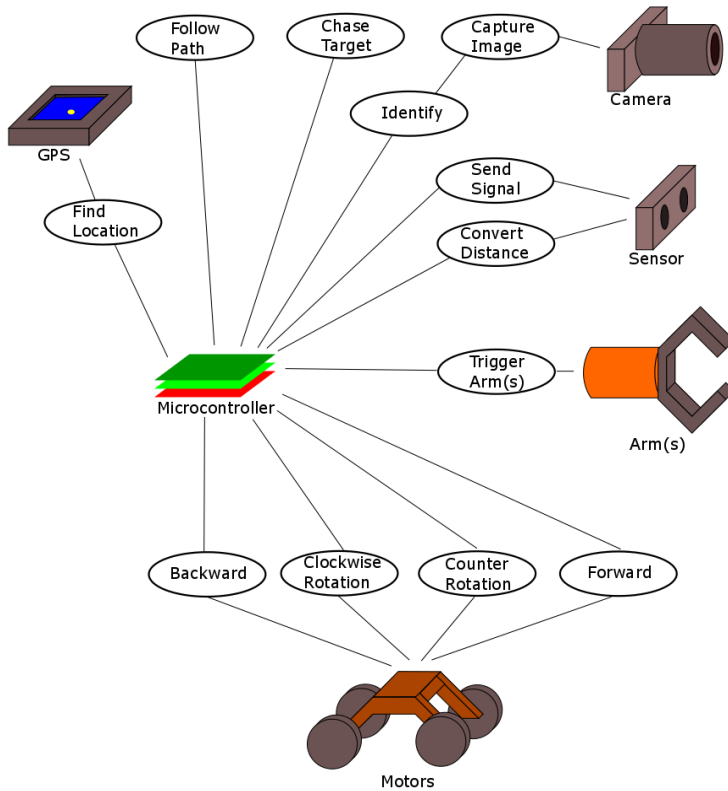 Follow
Path
Chase
Target
Capture
Image
Camera
Identify
GPS
Send
Signal
Find
Location
Convert
Distance
Sensor
Trigger
Arm(s)
Microcontroller
Arm(s)
Backward
Clockwise
Rotation
Counter
Rotation
Forward
Motors